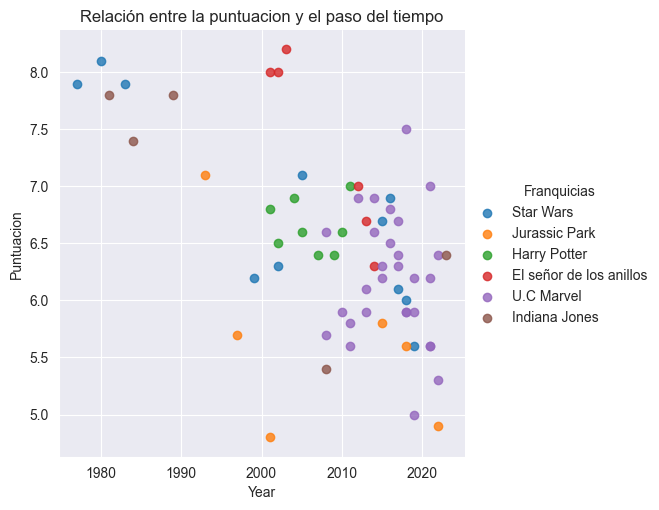 Relación entre la puntuacion y el paso del tiempo
8.0
7.5
7.0
6.5
6.0
5.5
5.0
Puntuacion
1980 1990 2000 2010 2020
Year
Franquicias
Star Wars
Jurassic Park
Harry Potter
El señor de los anillos
U.C Marvel
Indiana Jones